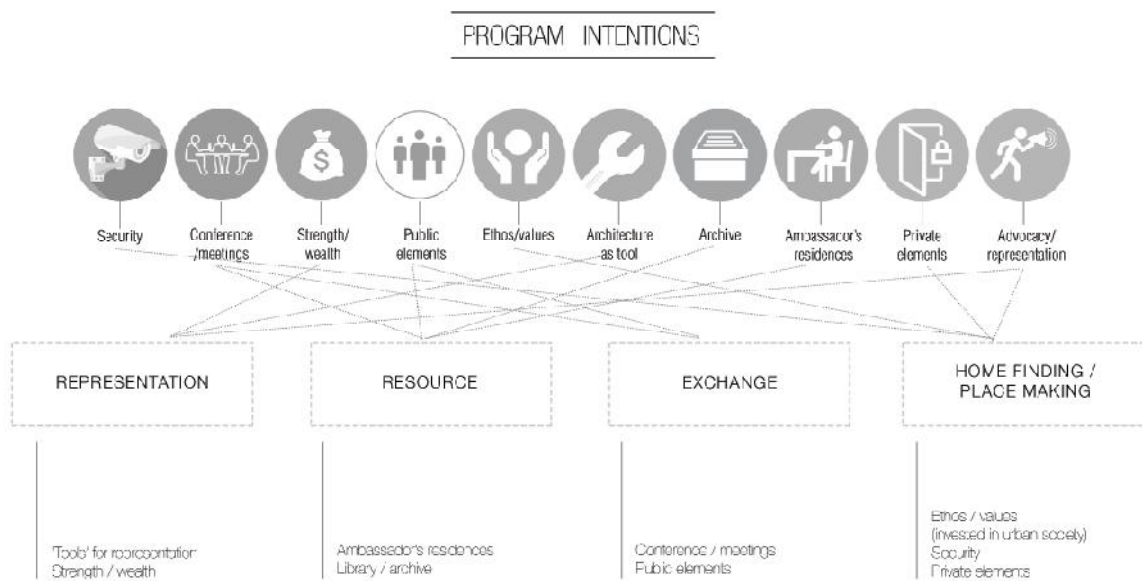 PROGRAM INTENTIONS
$
Security
Conference
/meetings
Strength/
wealth
Public
elements
Ethos/values
Architecture
as tool
Archive
Ambassador's
residences
Private
elements
Advocacy/
representation
REPRESENTATION
RESOURCE
EXCHANGE
HOME FINDING /
PLACE MAKING
'Tools' for representation
Strength / wealth
Ambassador's residences
Library / archive
Conference / meetings
Public elements
Ethos / values
(invested in urban society)
Security
Private elements